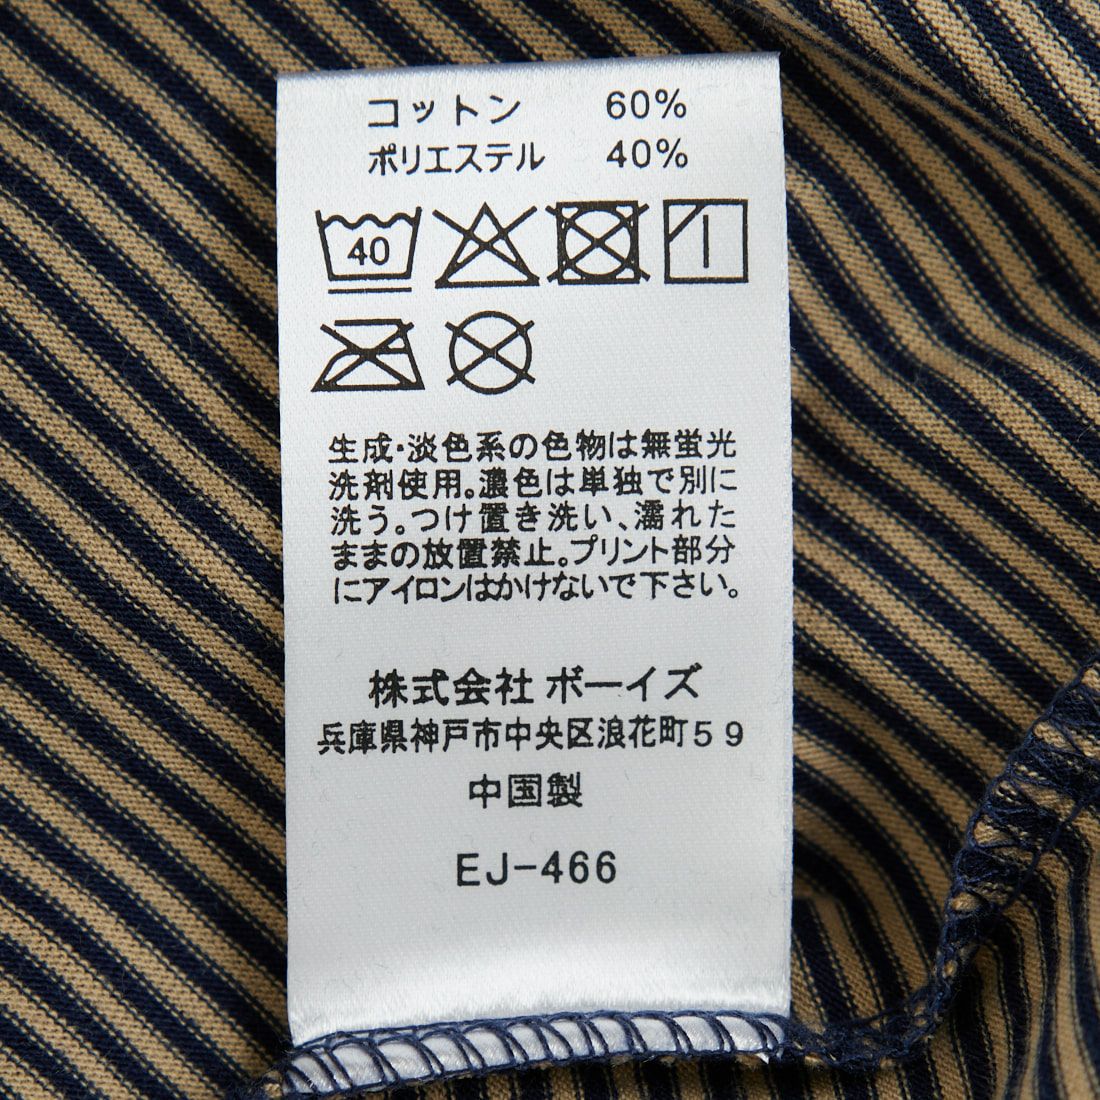 コットン 60%
ポリエステル 40%
40
生成・淡色系の色物は無蛍光
洗剤使用。濃色は単独で別に
洗う。つけ置き洗い、濡れた
ままの放置禁止。プリント部分
にアイロンはかけないで下さい。
株式会社 ボーイズ
兵庫県神戸市中央区浪花町59
中国製
EJ-466